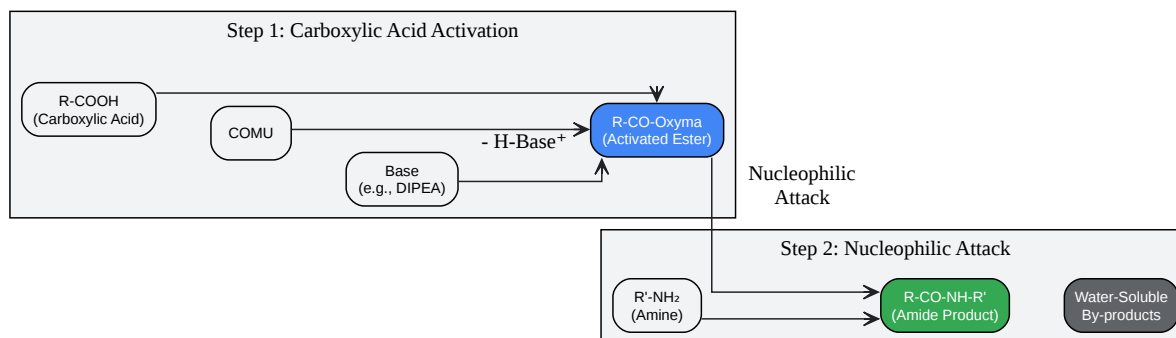 Step 1: Carboxylic Acid Activation
R-COOH
(Carboxylic Acid)
COMU
R-CO-Oxyma
(Activated Ester)
- H-Base⁺
Base
(e.g., DIPEA)
Nucleophilic
Attack
Step 2: Nucleophilic Attack
R'-NH₂
(Amine)
R-CO-NH-R'
(Amide Product)
Water-Soluble
By-products